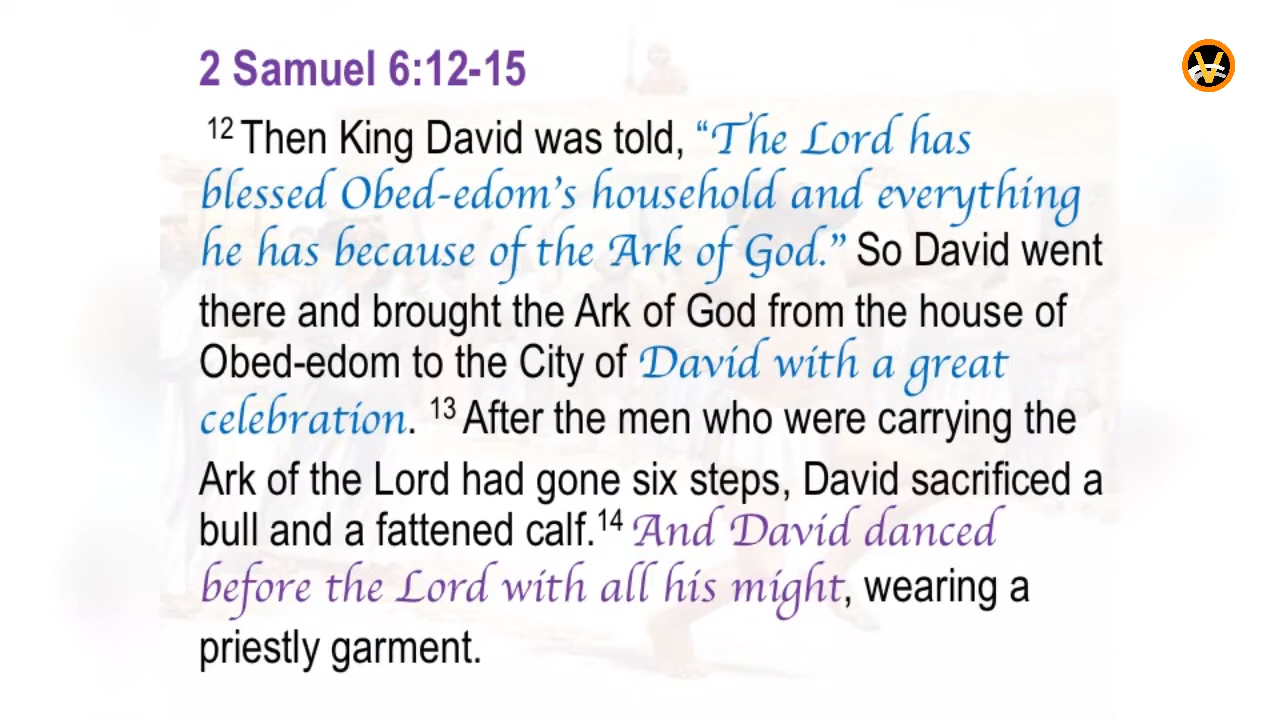 2 Samuel 6:12-15
12 Then King David was told, “The Lord has
blessed Obed-edom’s household and everything
he has because of the Ark of God.” So David went
there and brought the Ark of God from the house of
Obed-edom to the City of David with a great
celebration. 13 After the men who were carrying the
Ark of the Lord had gone six steps, David sacrificed a
bull and a fattened calf.14 And David danced
before the Lord with all his might, wearing a
priestly garment.
V